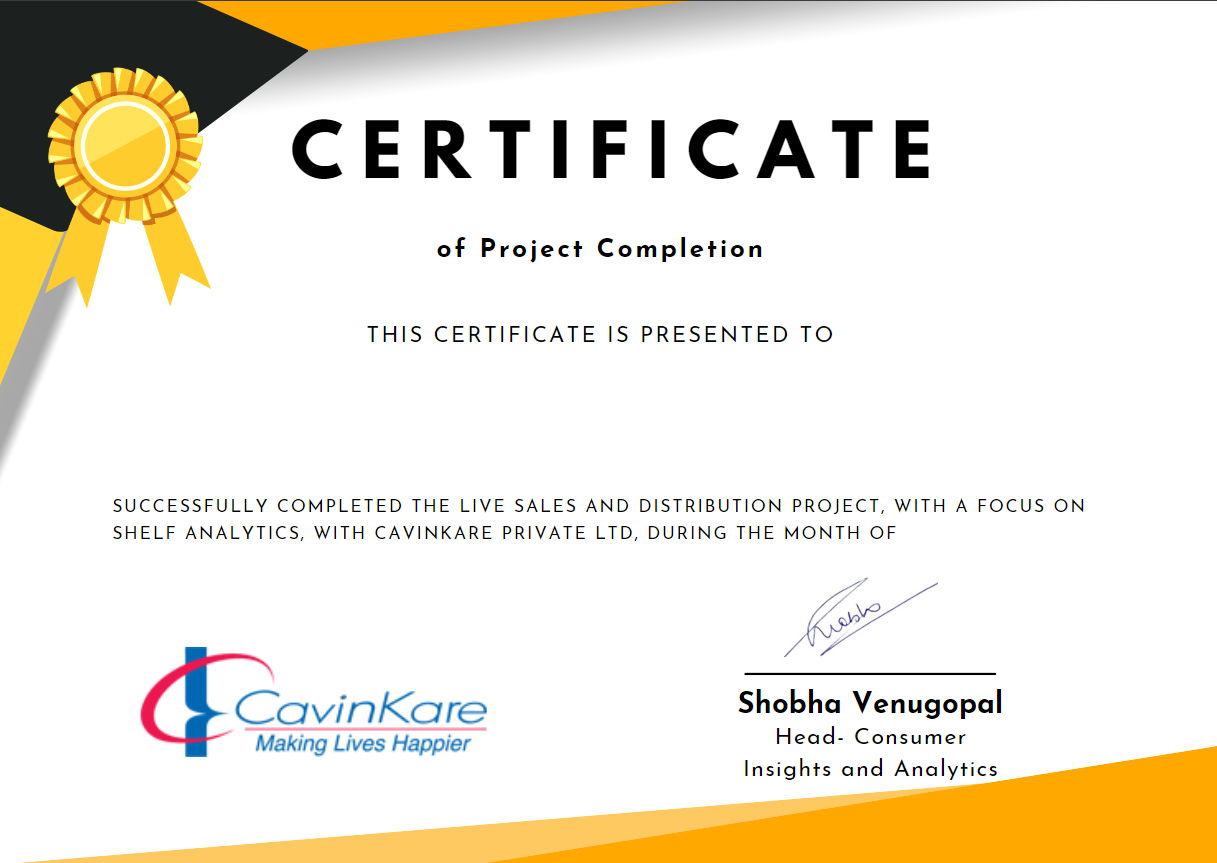 CERTIFICATE
of Project Completion
THIS CERTIFICATE IS PRESENTED TO
SUCCESSFULLY COMPLETED THE LIVE SALES AND DISTRIBUTION PROJECT, WITH A FOCUS ON
SHELF ANALYTICS, WITH CAVINKARE PRIVATE LTD, DURING THE MONTH OF
CavinKare
Making Lives Happier
Shobha
Shobha Venugopal
Head- Consumer
Insights and Analytics